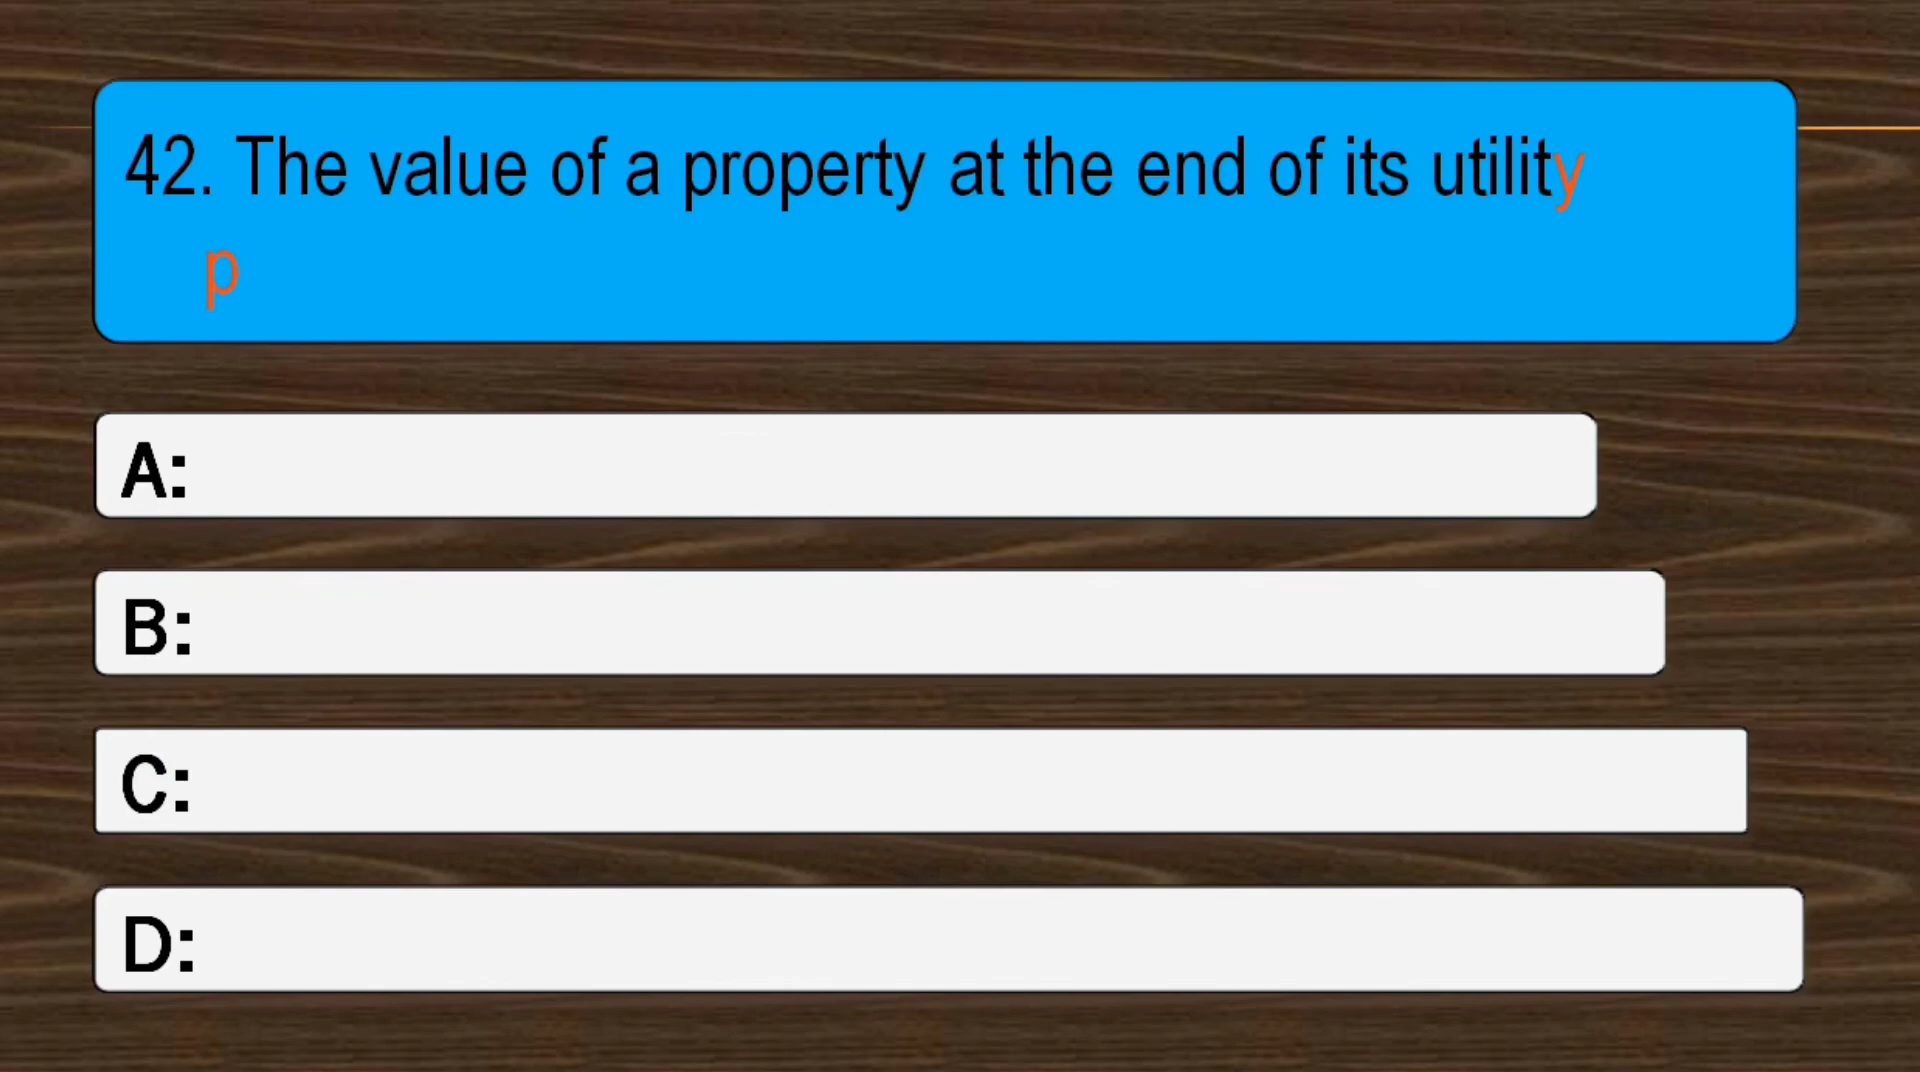 42. The value of a property at the end of its utility
p
A:
B:
C:
D: